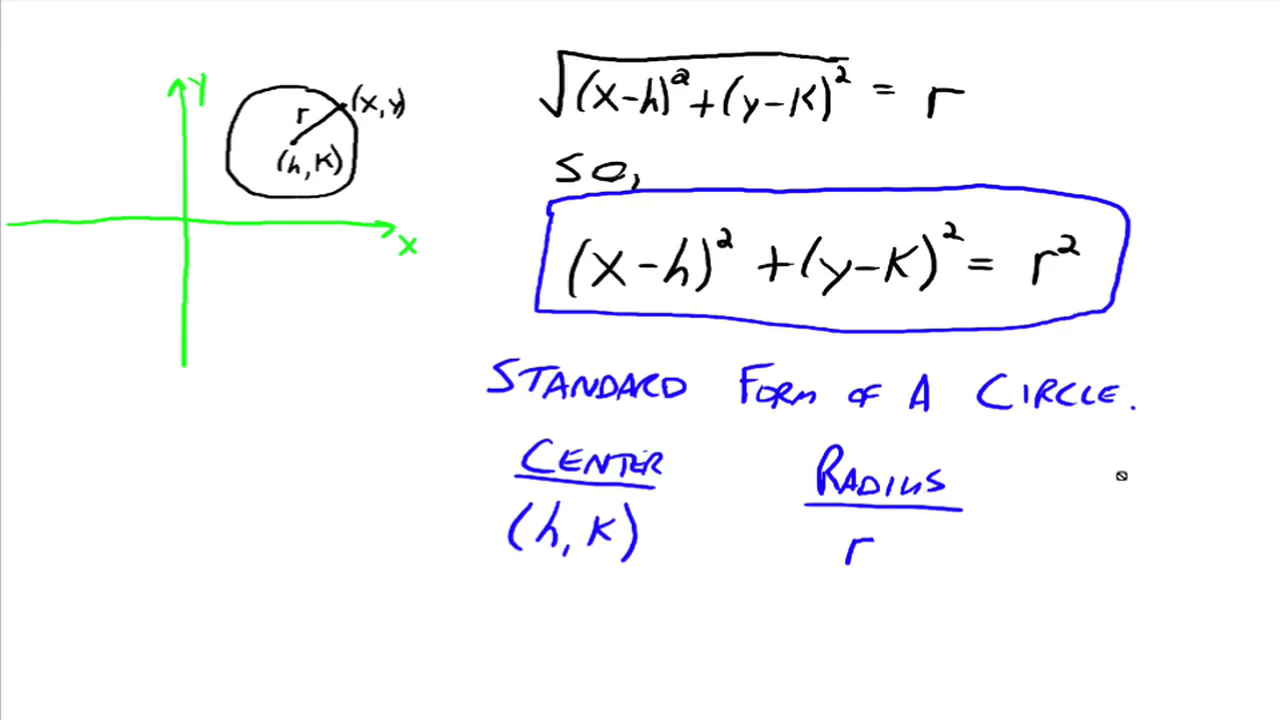 Y
(x,y)
r
(h,K)
X
√(x-h)²+(y-K)² = r
so,
(x-h)²+(y-K)² = r²
STANDARD FORM OF A CIRCLE.
CENTER
RADIUS
(h,K)
r